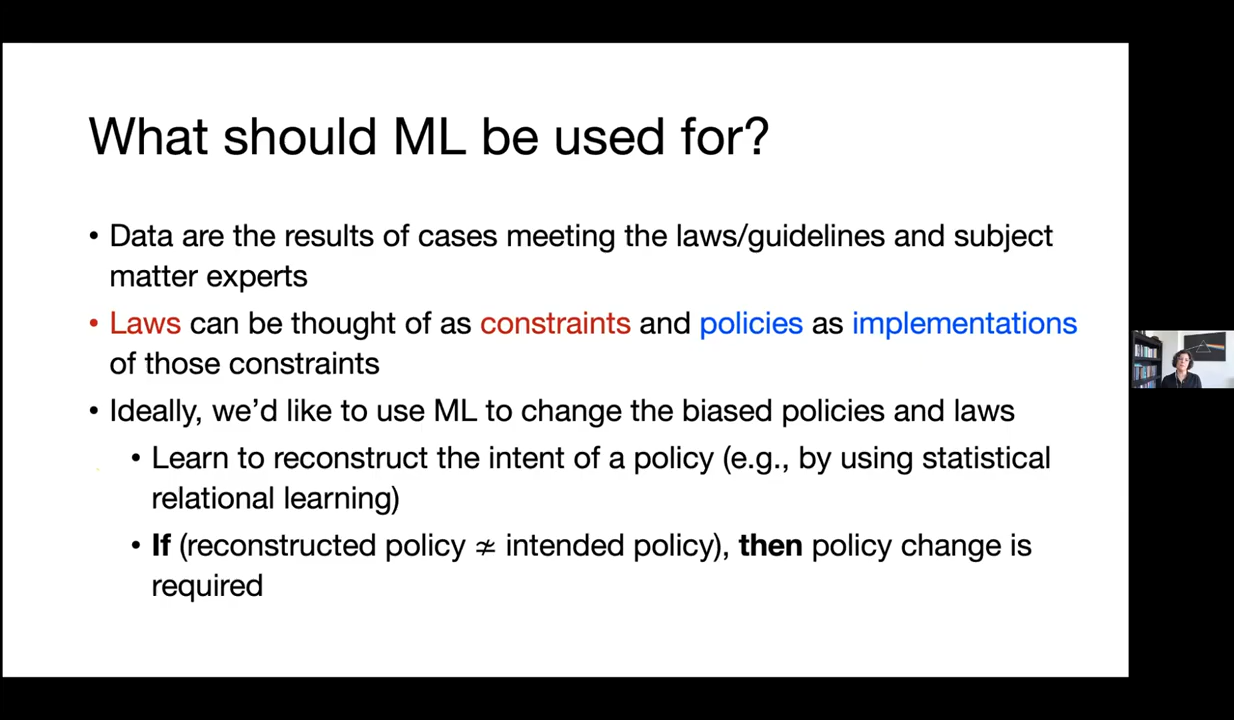 What should ML be used for?
• Data are the results of cases meeting the laws/guidelines and subject
matter experts
• Laws can be thought of as constraints and policies as implementations
of those constraints
• Ideally, we’d like to use ML to change the biased policies and laws
• Learn to reconstruct the intent of a policy (e.g., by using statistical
relational learning)
• If (reconstructed policy ≉ intended policy), then policy change is
required